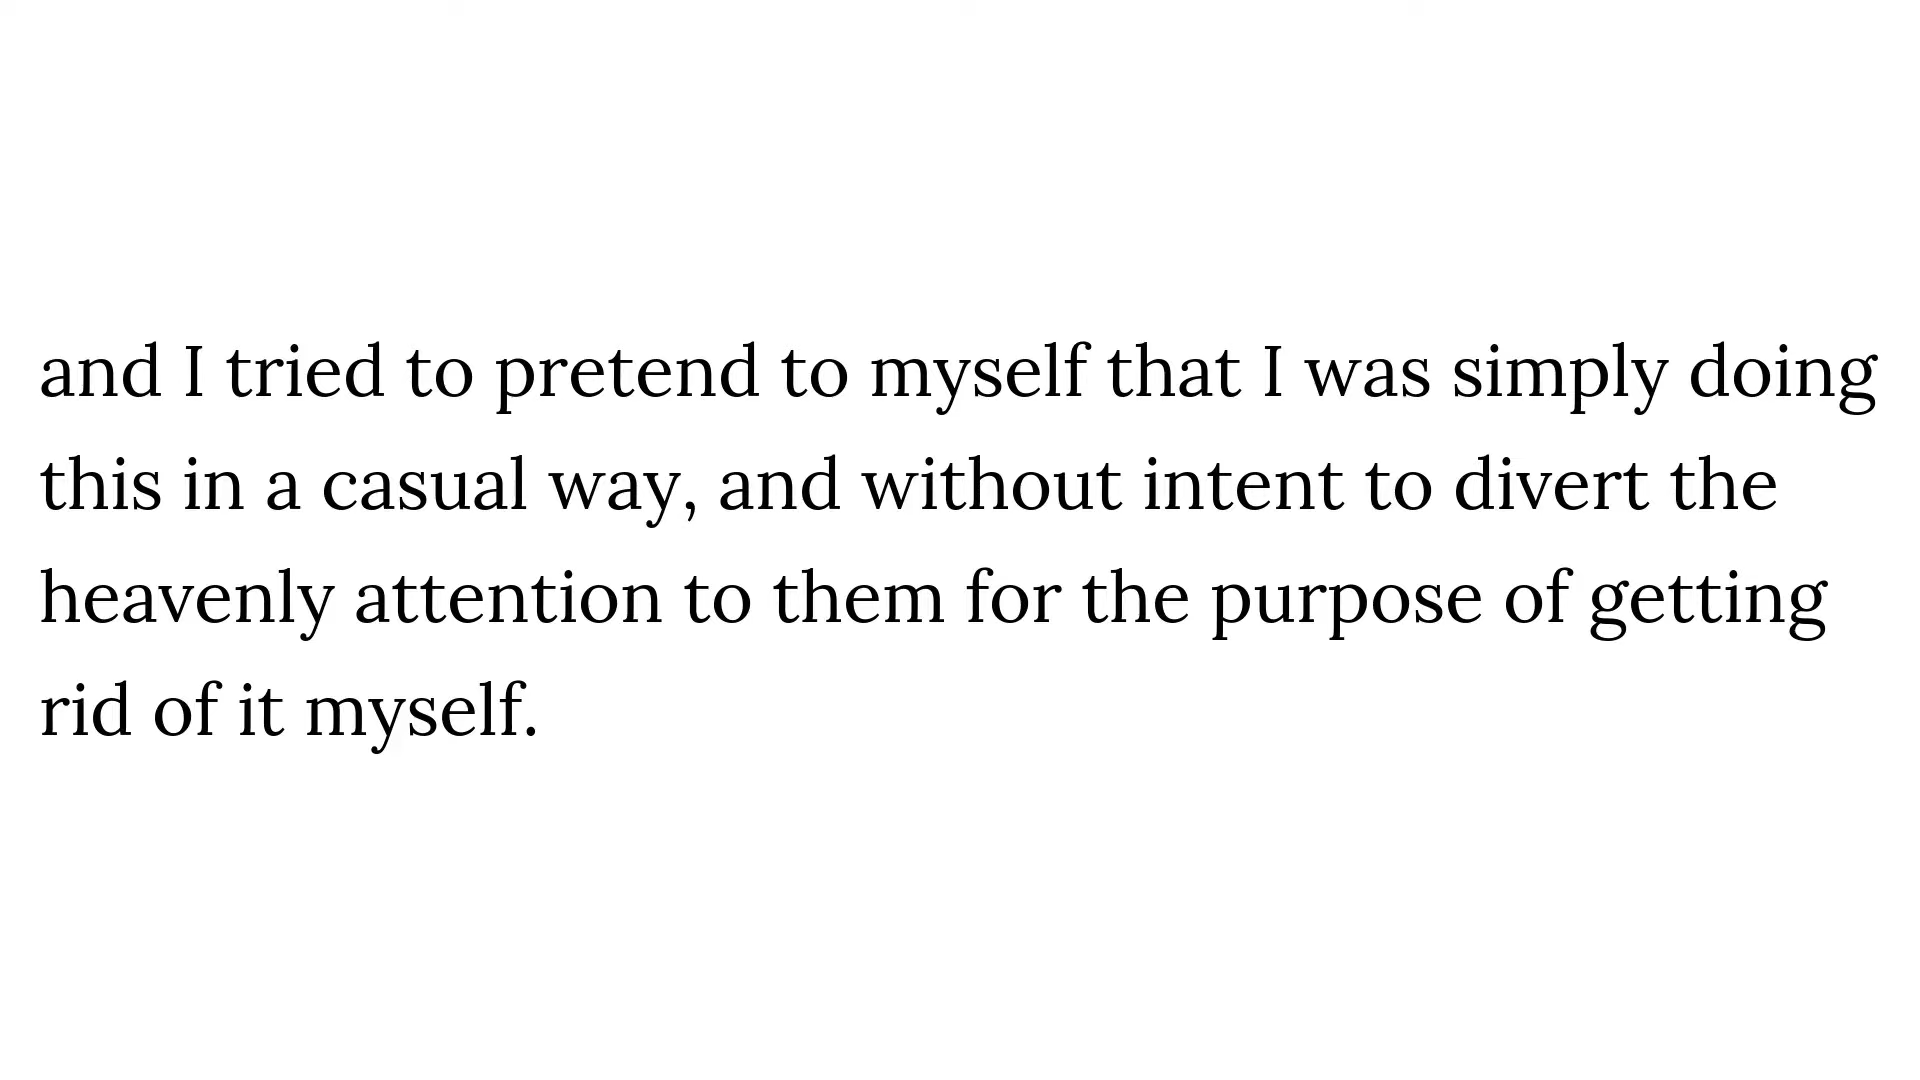 and I tried to pretend to myself that I was simply doing
this in a casual way, and without intent to divert the
heavenly attention to them for the purpose of getting
rid of it myself.